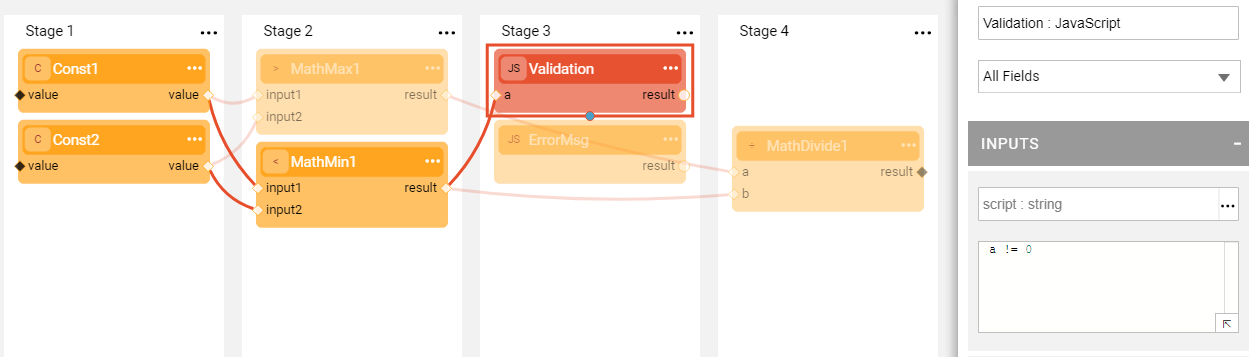 Stage 1
C Const1 •••
value value
C Const2 •••
value value
Stage 2
> MathMax1 •••
input1 result
input2
< MathMin1 •••
input1 result
input2
Stage 3
JS Validation •••
a result
JS ErrorMsg •••
result
Stage 4
÷ MathDivide1 •••
a result
b
Validation : JavaScript
All Fields
INPUTS -
script : string •••
a != 0